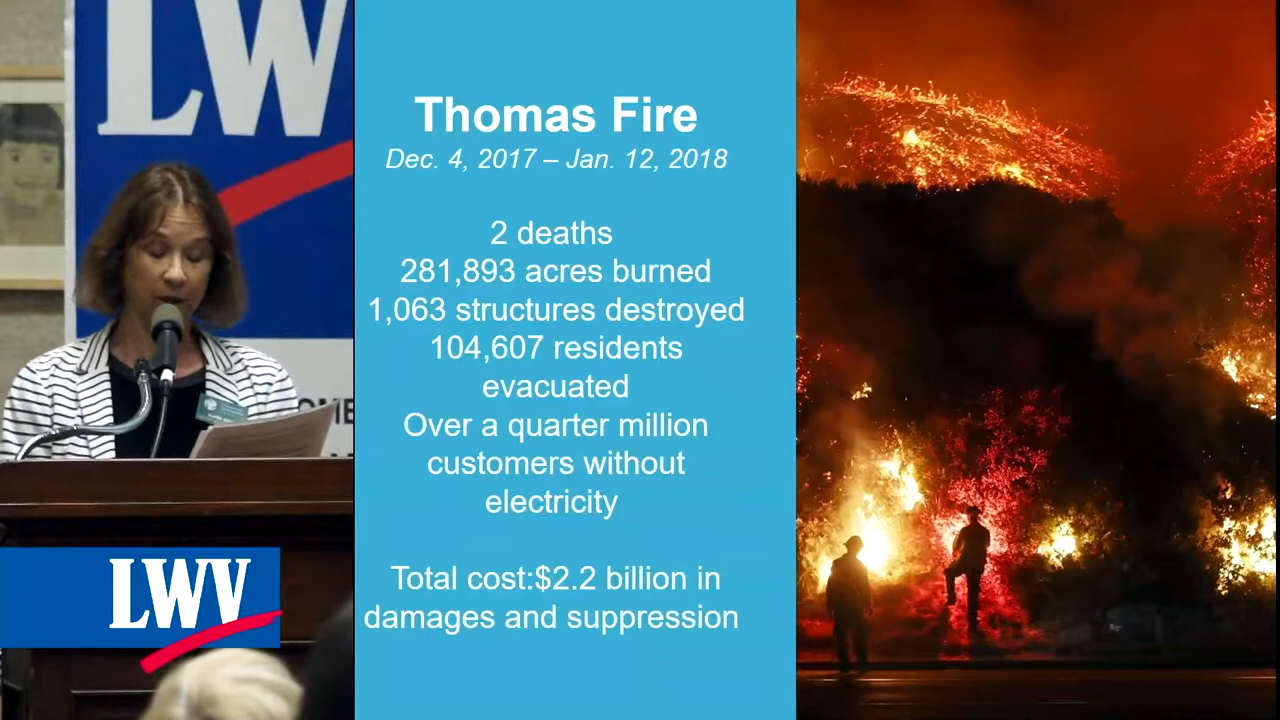 LWV
OME
Thomas Fire
Dec. 4, 2017 – Jan. 12, 2018
2 deaths
281,893 acres burned
1,063 structures destroyed
104,607 residents
evacuated
Over a quarter million
customers without
electricity
Total cost:$2.2 billion in
damages and suppression
LWV